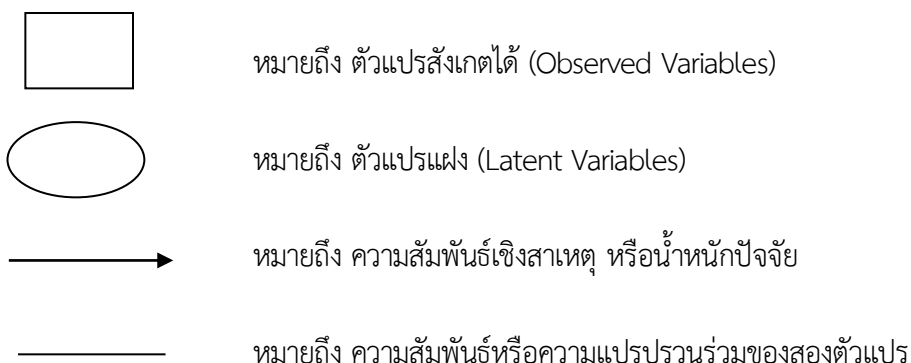 หมายถึง ตัวแปรสังเกตได้ (Observed Variables)
หมายถึง ตัวแปรแฝง (Latent Variables)
หมายถึง ความสัมพันธ์เชิงสาเหตุ หรือน้ำหนักปัจจัย
หมายถึง ความสัมพันธ์หรือความแปรปรวนร่วมของสองตัวแปร